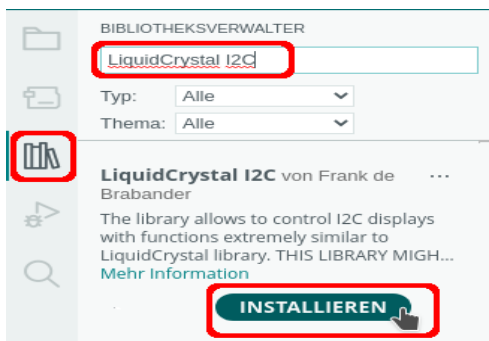 BIBLIOTHEKSVERWALTER
LiquidCrystal I2C
Typ: Alle
Thema: Alle
LiquidCrystal I2C von Frank de ...
Brabander
The library allows to control I2C displays
with functions extremely similar to
LiquidCrystal library. THIS LIBRARY MIGH...
Mehr Information
INSTALLIEREN